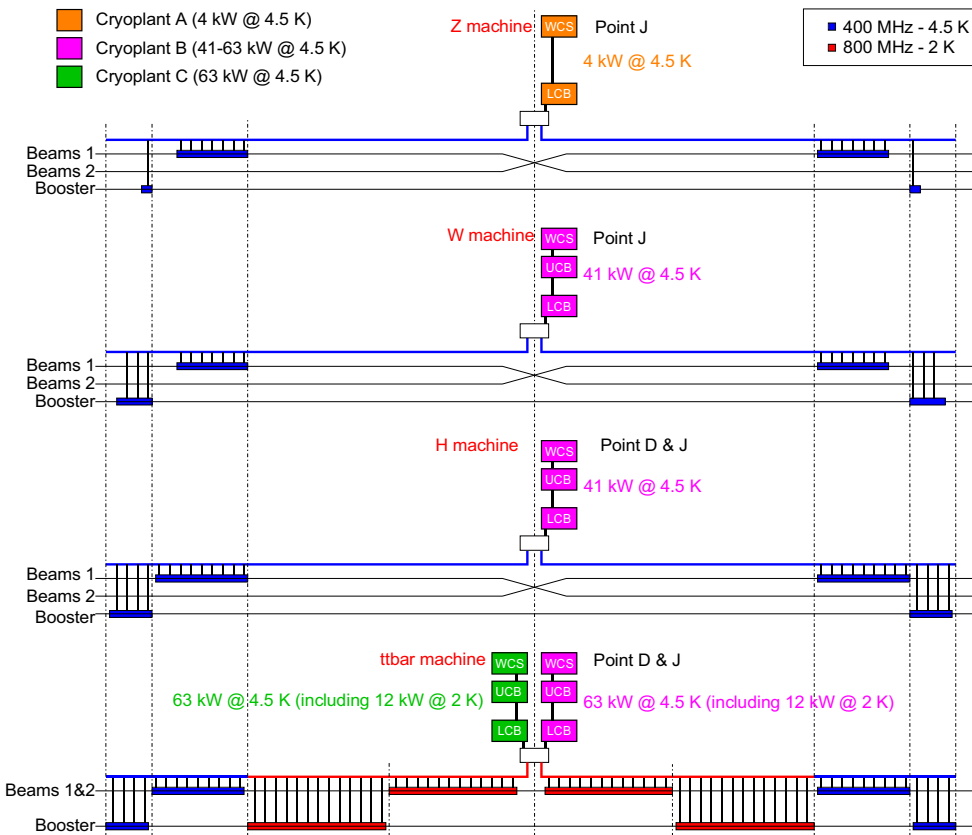 Cryoplant A (4 kW @ 4.5 K)
Cryoplant B (41-63 kW @ 4.5 K)
Cryoplant C (63 kW @ 4.5 K)
400 MHz - 4.5 K
800 MHz - 2 K
Z machine
WCS
Point J
4 kW @ 4.5 K
LCB
Beams 1
Beams 2
Booster
W machine
WCS
Point J
UCB
41 kW @ 4.5 K
LCB
Beams 1
Beams 2
Booster
H machine
WCS
Point D & J
UCB
41 kW @ 4.5 K
LCB
Beams 1
Beams 2
Booster
ttbar machine
WCS
WCS
Point D & J
63 kW @ 4.5 K (including 12 kW @ 2 K)
UCB
UCB
63 kW @ 4.5 K (including 12 kW @ 2 K)
LCB
LCB
Beams 1&2
Booster